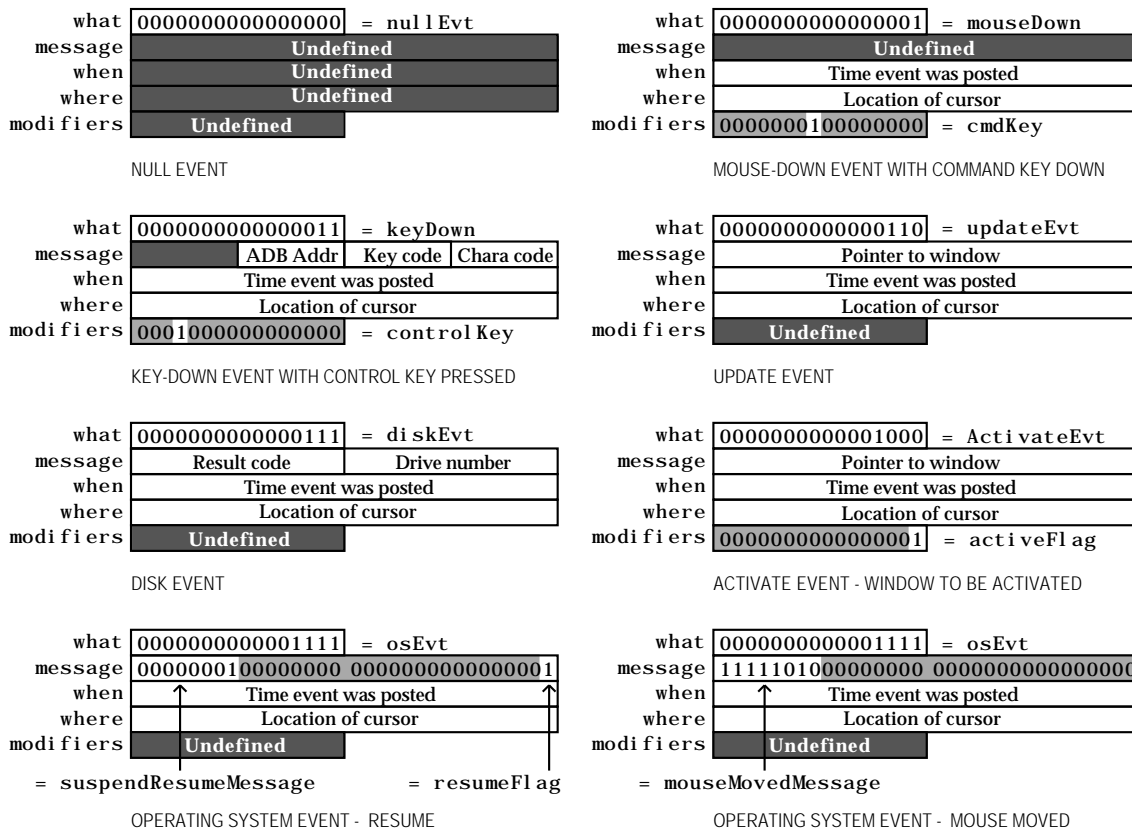 what 0000000000000000 = nullEvt
message Undefined
when Undefined
where Undefined
modifiers Undefined
NULL EVENT
what 0000000000000001 = mouseDown
message Undefined
when Time event was posted
where Location of cursor
modifiers 0000000100000000 = cmdKey
MOUSE-DOWN EVENT WITH COMMAND KEY DOWN
what 0000000000000011 = keyDown
message ADB Addr Key code Chara code
when Time event was posted
where Location of cursor
modifiers 0001000000000000 = controlKey
KEY-DOWN EVENT WITH CONTROL KEY PRESSED
what 0000000000000110 = updateEvt
message Pointer to window
when Time event was posted
where Location of cursor
modifiers Undefined
UPDATE EVENT
what 0000000000000111 = diskEvt
message Result code Drive number
when Time event was posted
where Location of cursor
modifiers Undefined
DISK EVENT
what 0000000000001000 = ActivateEvt
message Pointer to window
when Time event was posted
where Location of cursor
modifiers 0000000000000001 = activeFlag
ACTIVATE EVENT - WINDOW TO BE ACTIVATED
what 0000000000001111 = osEvt
message 0000000100000000 0000000000000001
when Time event was posted
where Location of cursor
modifiers Undefined
= suspendResumeMessage = resumeFlag
OPERATING SYSTEM EVENT - RESUME
what 0000000000001111 = osEvt
message 1111101000000000 0000000000000000
when Time event was posted
where Location of cursor
modifiers Undefined
= mouseMovedMessage
OPERATING SYSTEM EVENT - MOUSE MOVED